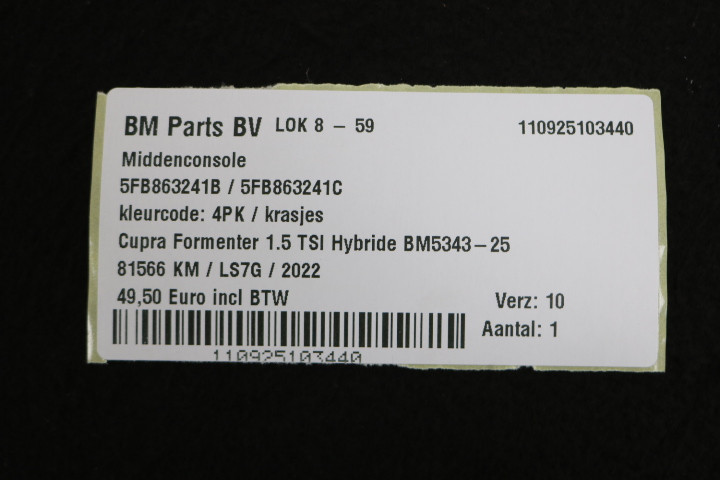 BM Parts BV LOK 8 - 59 110925103440
Middenconsole
5FB863241B / 5FB863241C
kleurcode: 4PK / krasjes
Cupra Formenter 1.5 TSI Hybride BM5343-25
81566 KM / LS7G / 2022
49,50 Euro incl BTW Verz: 10
Aantal: 1
110925103440